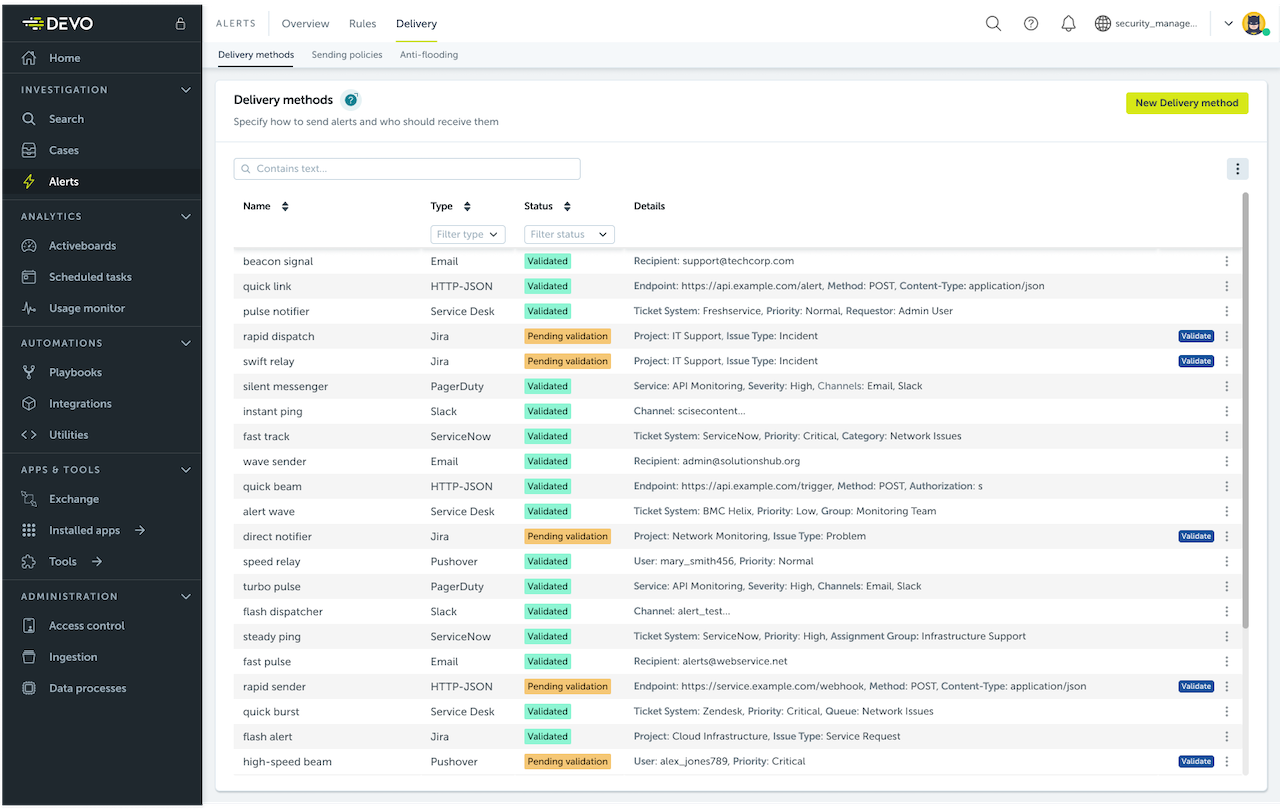 DEVO
Home
INVESTIGATION
Search
Cases
Alerts
ANALYTICS
Activeboards
Scheduled tasks
Usage monitor
AUTOMATIONS
Playbooks
Integrations
Utilities
APPS & TOOLS
Exchange
Installed apps
Tools
ADMINISTRATION
Access control
Ingestion
Data processes
ALERTS Overview Rules Delivery security_manage...
Delivery methods Sending policies Anti-flooding
Delivery methods ? New Delivery method
Specify how to send alerts and who should receive them
Contains text...
Name Type Status Details
Filter type Filter status
beacon signal Email Validated Recipient: support@techcorp.com
quick link HTTP-JSON Validated Endpoint: https://api.example.com/alert, Method: POST, Content-Type: application/json
pulse notifier Service Desk Validated Ticket System: Freshservice, Priority: Normal, Requestor: Admin User
rapid dispatch Jira Pending validation Project: IT Support, Issue Type: Incident Validate
swift relay Jira Pending validation Project: IT Support, Issue Type: Incident Validate
silent messenger PagerDuty Validated Service: API Monitoring, Severity: High, Channels: Email, Slack
instant ping Slack Validated Channel: scisecontent...
fast track ServiceNow Validated Ticket System: ServiceNow, Priority: Critical, Category: Network Issues
wave sender Email Validated Recipient: admin@solutionshub.org
quick beam HTTP-JSON Validated Endpoint: https://api.example.com/trigger, Method: POST, Authorization: s
alert wave Service Desk Validated Ticket System: BMC Helix, Priority: Low, Group: Monitoring Team
direct notifier Jira Pending validation Project: Network Monitoring, Issue Type: Problem Validate
speed relay Pushover Validated User: mary_smith456, Priority: Normal
turbo pulse PagerDuty Validated Service: API Monitoring, Severity: High, Channels: Email, Slack
flash dispatcher Slack Validated Channel: alert_test...
steady ping ServiceNow Validated Ticket System: ServiceNow, Priority: High, Assignment Group: Infrastructure Support
fast pulse Email Validated Recipient: alerts@webservice.net
rapid sender HTTP-JSON Pending validation Endpoint: https://service.example.com/webhook, Method: POST, Content-Type: application/json Validate
quick burst Service Desk Validated Ticket System: Zendesk, Priority: Critical, Queue: Network Issues
flash alert Jira Validated Project: Cloud Infrastructure, Issue Type: Service Request
high-speed beam Pushover Pending validation User: alex_jones789, Priority: Critical Validate